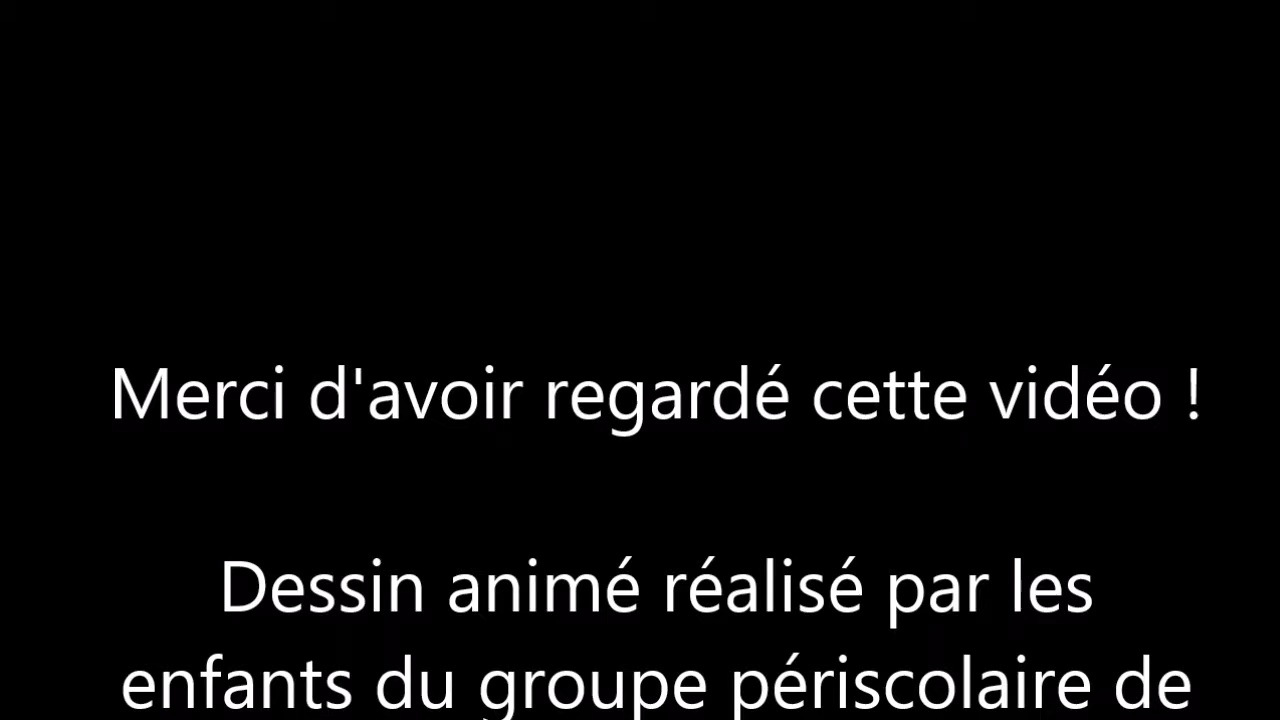 Merci d'avoir regardé cette vidéo !
Dessin animé réalisé par les
enfants du groupe périscolaire de